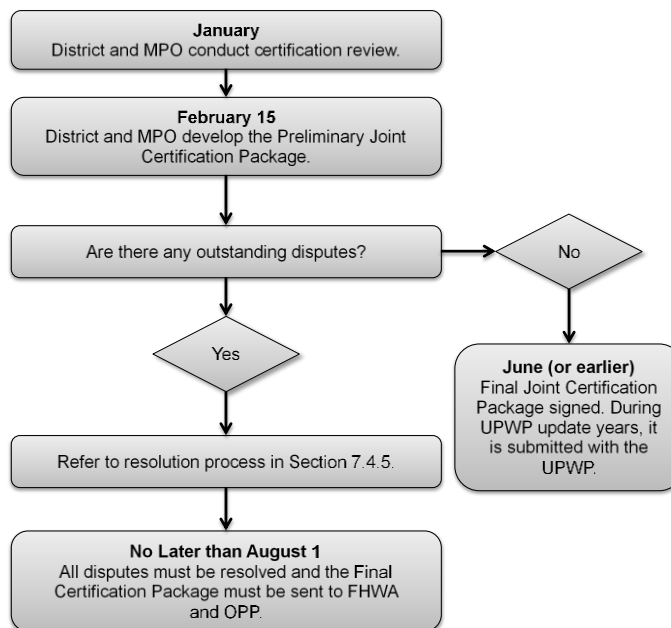 January
District and MPO conduct certification review.
February 15
District and MPO develop the Preliminary Joint
Certification Package.
Are there any outstanding disputes?
No
Yes
June (or earlier)
Final Joint Certification
Package signed. During
UPWP update years, it
is submitted with the
UPWP.
Refer to resolution process in Section 7.4.5.
No Later than August 1
All disputes must be resolved and the Final
Certification Package must be sent to FHWA
and OPP.